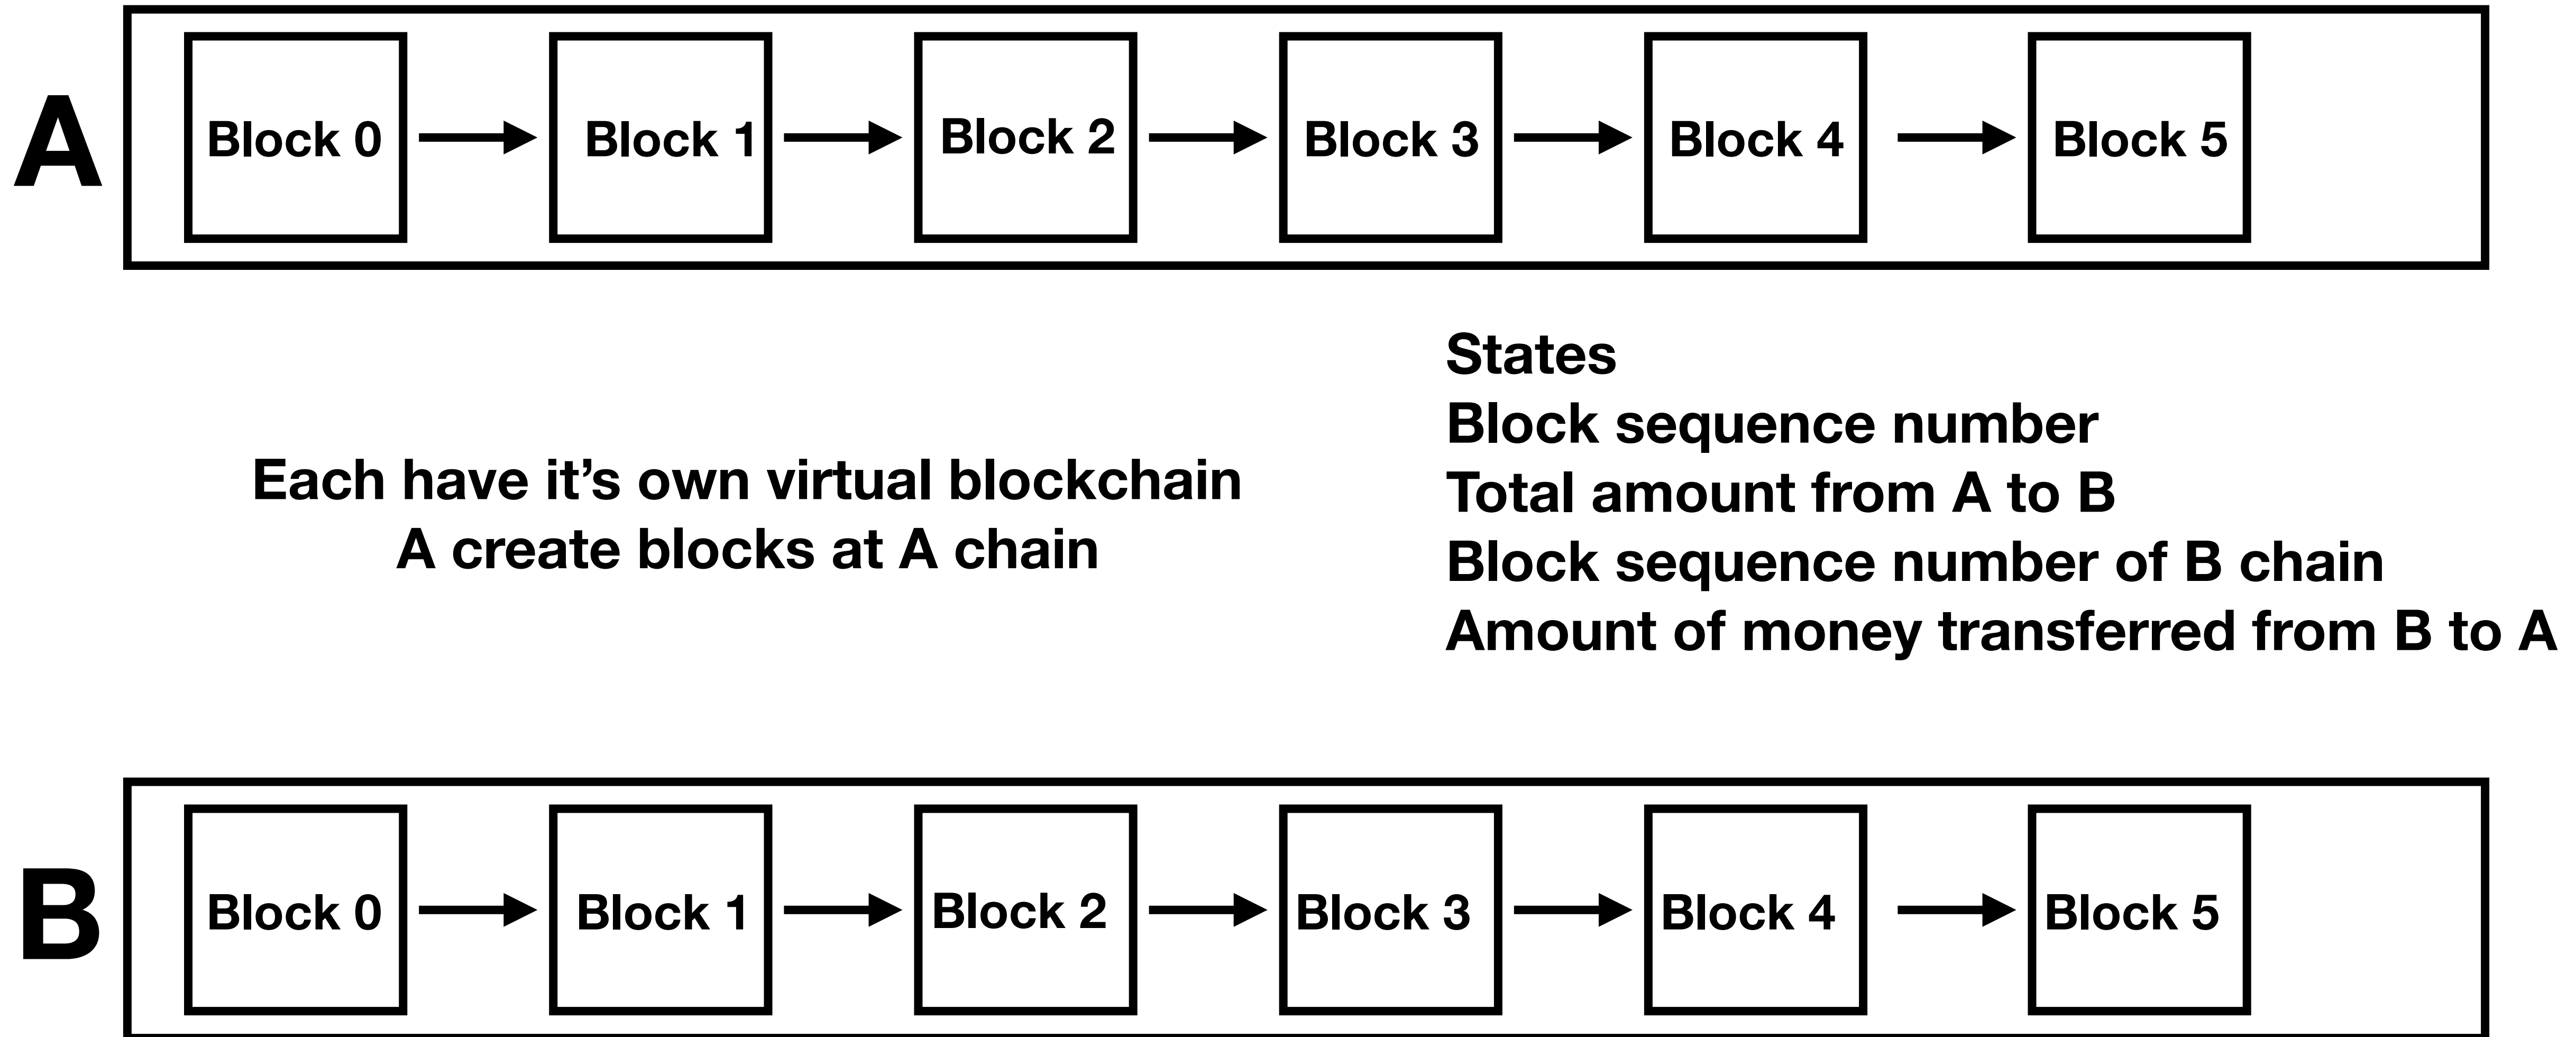 A
Block 0
Block 1
Block 2
Block 3
Block 4
Block 5
Each have it’s own virtual blockchain
A create blocks at A chain
States
Block sequence number
Total amount from A to B
Block sequence number of B chain
Amount of money transferred from B to A
B
Block 0
Block 1
Block 2
Block 3
Block 4
Block 5